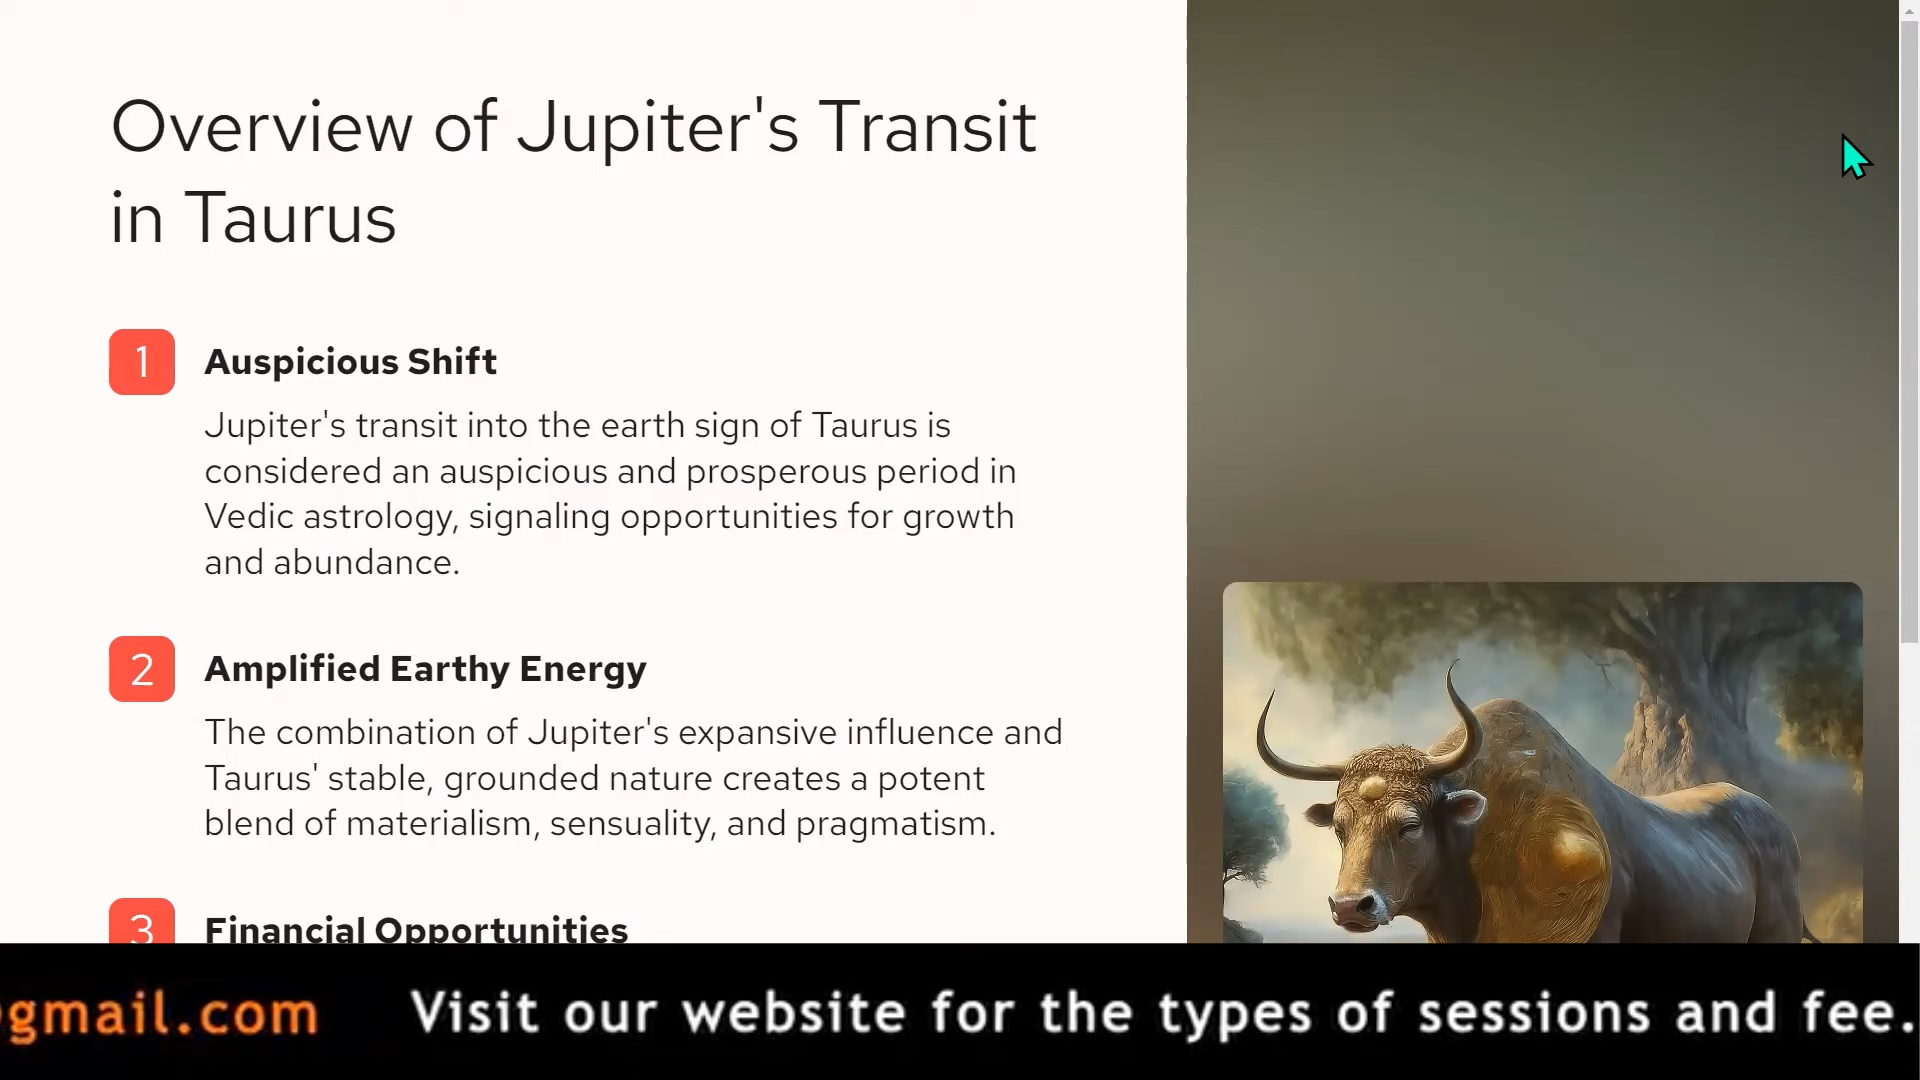 Overview of Jupiter's Transit
in Taurus
1
Auspicious Shift
Jupiter's transit into the earth sign of Taurus is
considered an auspicious and prosperous period in
Vedic astrology, signaling opportunities for growth
and abundance.
2
Amplified Earthy Energy
The combination of Jupiter's expansive influence and
Taurus' stable, grounded nature creates a potent
blend of materialism, sensuality, and pragmatism.
3
Financial Opportunities
@gmail.com Visit our website for the types of sessions and fee.